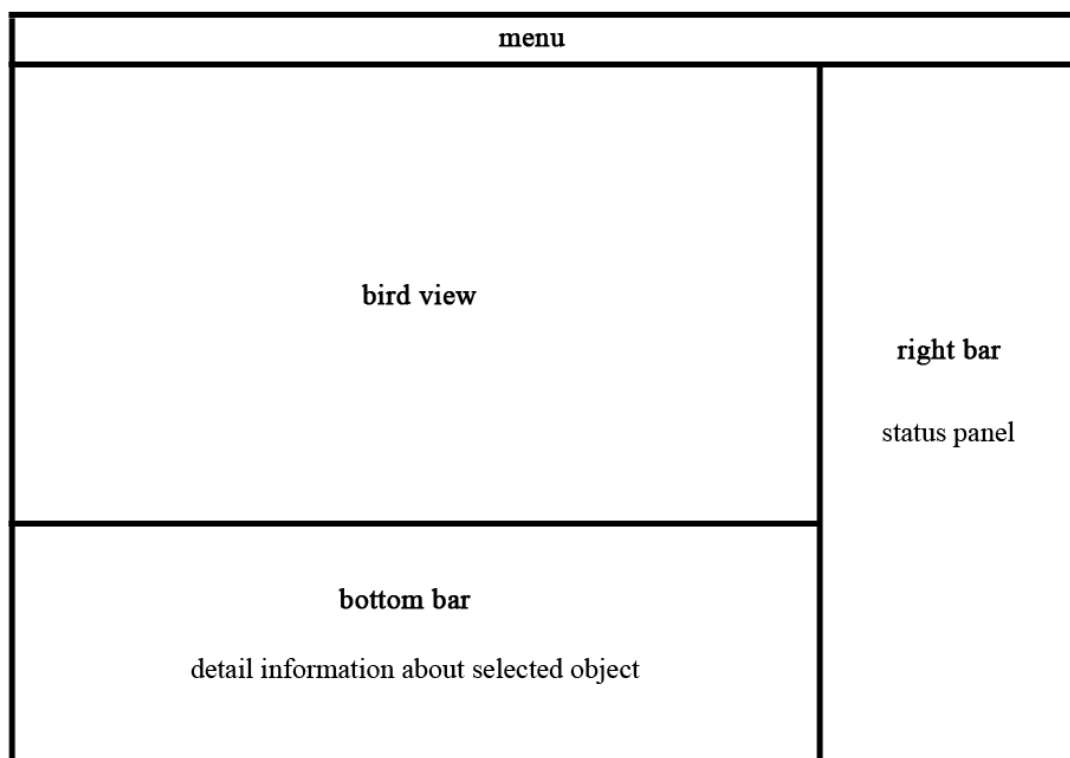 menu
bird view
right bar
status panel
bottom bar
detail information about selected object